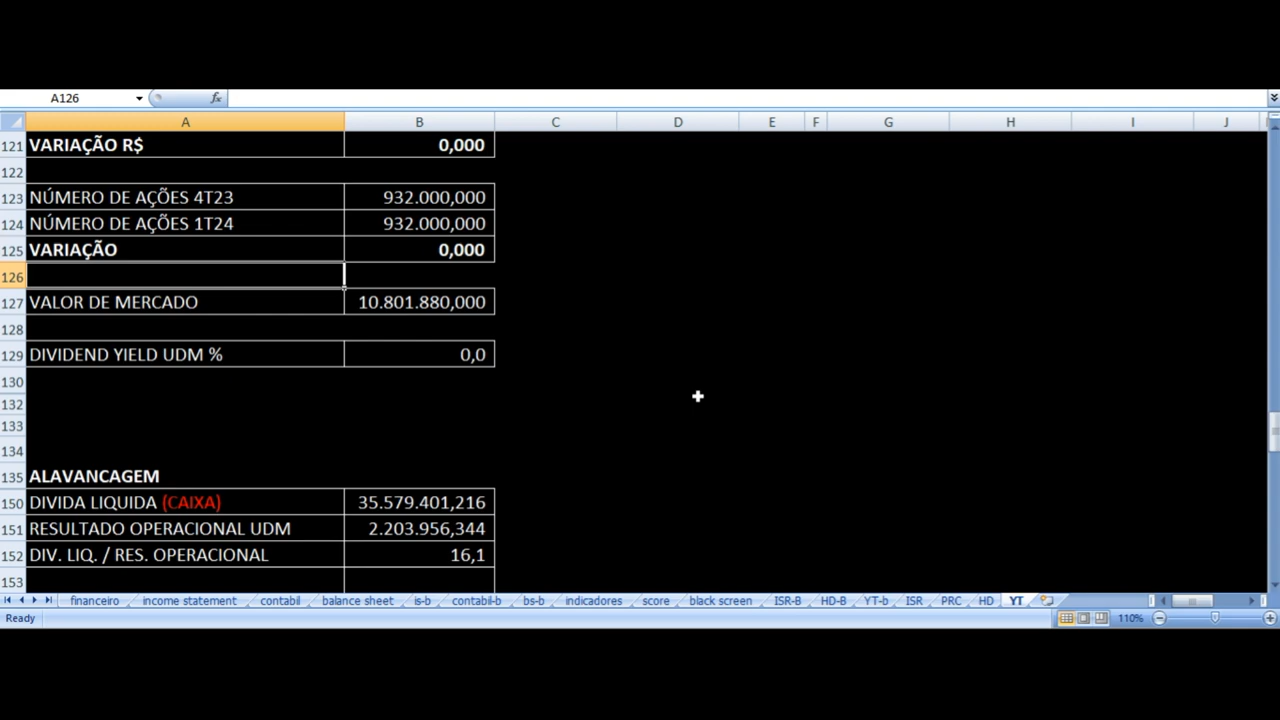 A126
fx
A B C D E F G H I J
121 VARIAÇÃO R$ 0,000
122
123 NÚMERO DE AÇÕES 4T23 932.000,000
124 NÚMERO DE AÇÕES 1T24 932.000,000
125 VARIAÇÃO 0,000
126
127 VALOR DE MERCADO 10.801.880,000
128
129 DIVIDEND YIELD UDM % 0,0
130
132
133
134
135 ALAVANCAGEM
150 DIVIDA LIQUIDA (CAIXA) 35.579.401,216
151 RESULTADO OPERACIONAL UDM 2.203.956,344
152 DIV. LIQ. / RES. OPERACIONAL 16,1
153
financeiro income statement contabil balance sheet is-b contabil-b bs-b indicadores score black screen ISR-B HD-B YT-b ISR PRC HD YT
Ready 110%